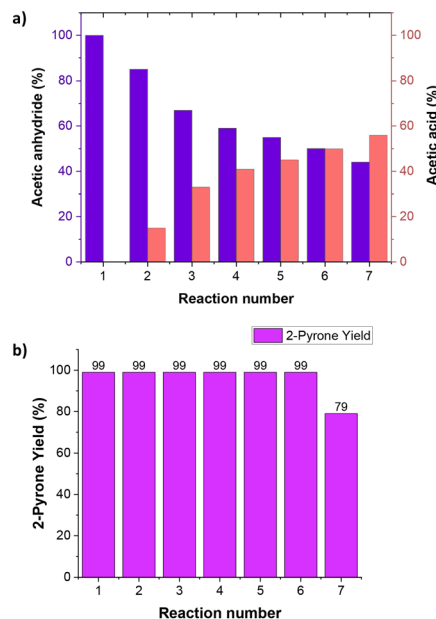 a)
100
80
60
40
20
0
Acetic anhydride (%)
100
80
60
40
20
0
Acetic acid (%)
1 2 3 4 5 6 7
Reaction number
b)
2-Pyrone Yield
99 99 99 99 99 99 79
100
80
60
40
20
0
2-Pyrone Yield (%)
1 2 3 4 5 6 7
Reaction number